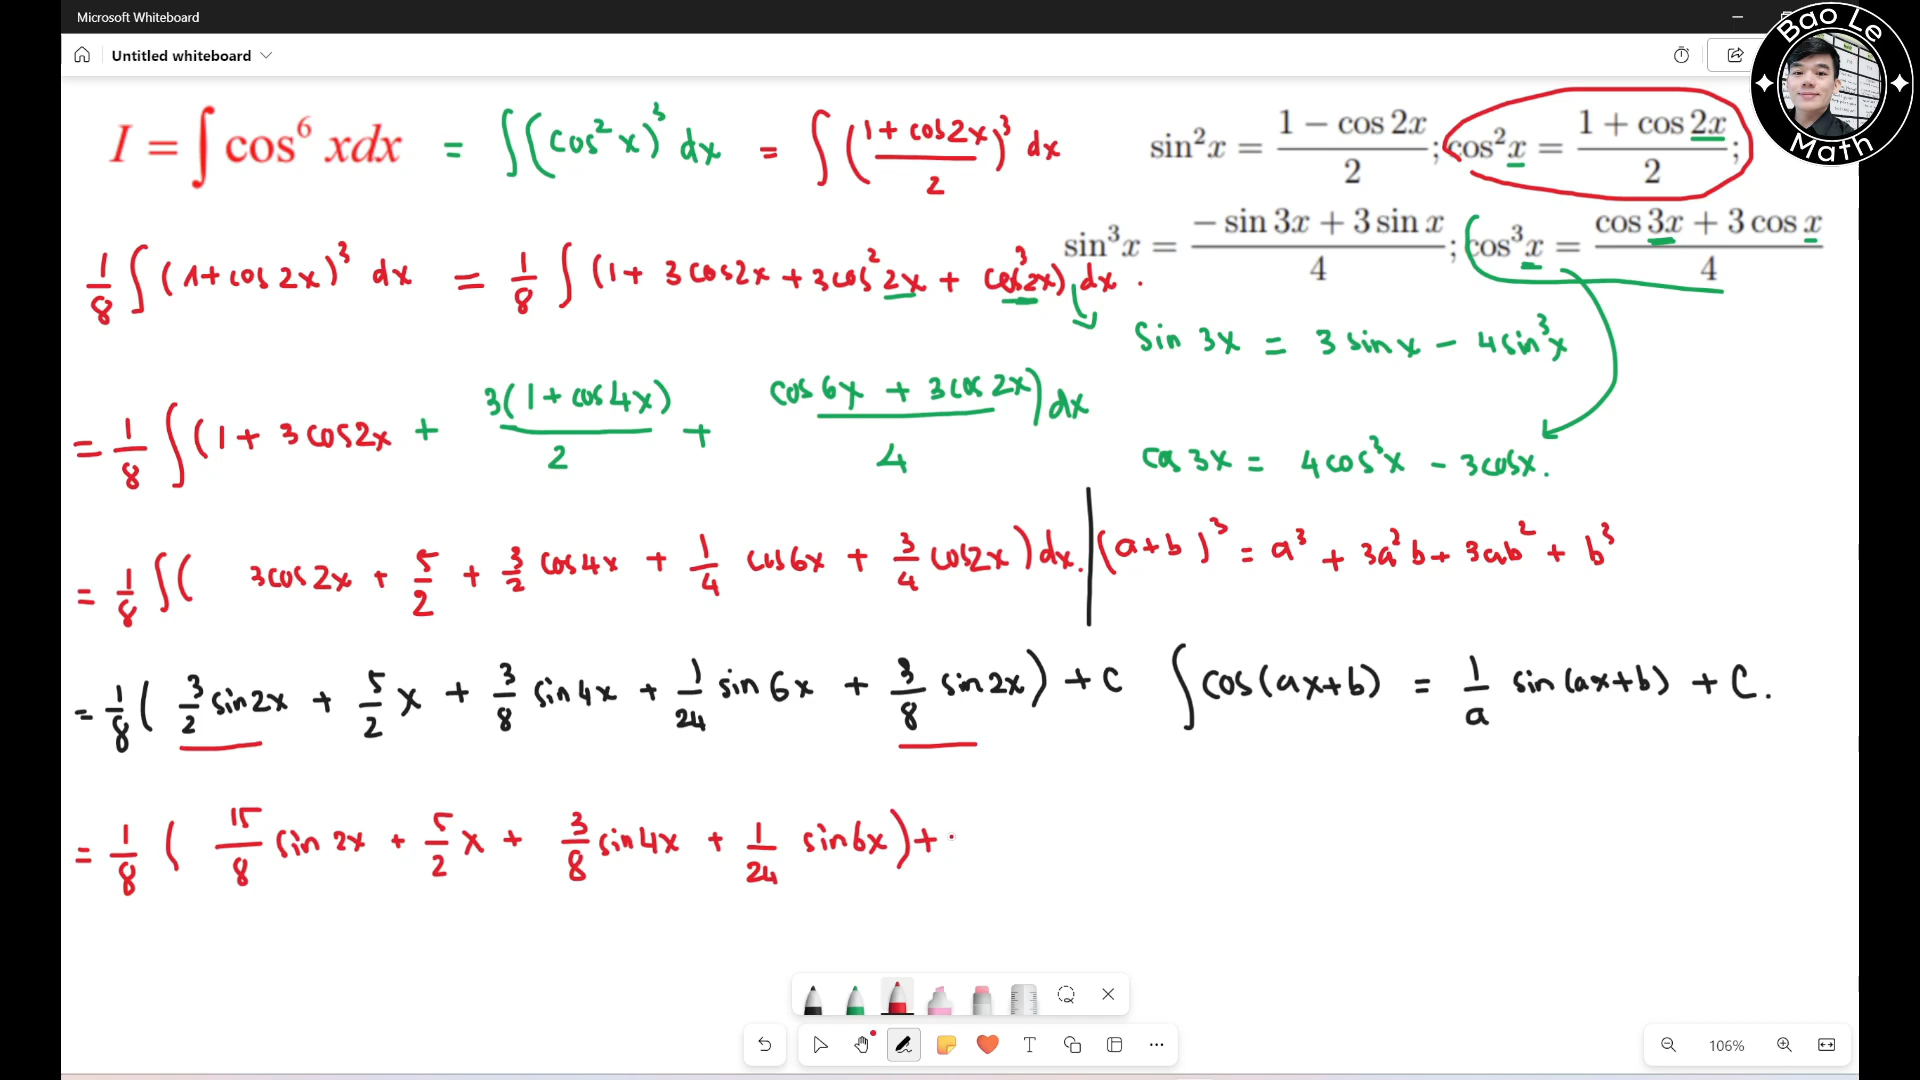 Microsoft Whiteboard
Untitled whiteboard
Bao Le Math
I = ∫ cos⁶ xdx = ∫(cos² x)³ dx = ∫((1 + cos2x)/2)³ dx
sin²x = (1 − cos 2x)/2 ; cos²x = (1 + cos 2x)/2 ;
sin³x = (− sin 3x + 3 sin x)/4 ; cos³x = (cos 3x + 3 cos x)/4
1/8 ∫(1+cos 2x)³ dx = 1/8 ∫(1 + 3cos2x + 3cos² 2x + cos³2x) dx .
sin 3x = 3 sinx − 4sin³x
= 1/8 ∫(1 + 3cos2x + 3(1+cos4x)/2 + (cos 6x + 3cos 2x)/4) dx
cos 3x = 4cos³x − 3cosx.
= 1/8 ∫( 3cos2x + 5/2 + 3/2 cos4x + 1/4 cos6x + 3/4 cos2x) dx.
(a+b)³ = a³ + 3a²b + 3ab² + b³
= 1/8 ( 3/2 sin2x + 5/2 x + 3/8 sin4x + 1/24 sin 6x + 3/8 sin2x) + C
∫cos(ax+b) = 1/a sin(ax+b) + C.
= 1/8 ( 15/8 sin 2x + 5/2 x + 3/8 sin4x + 1/24 sin6x) +
106%